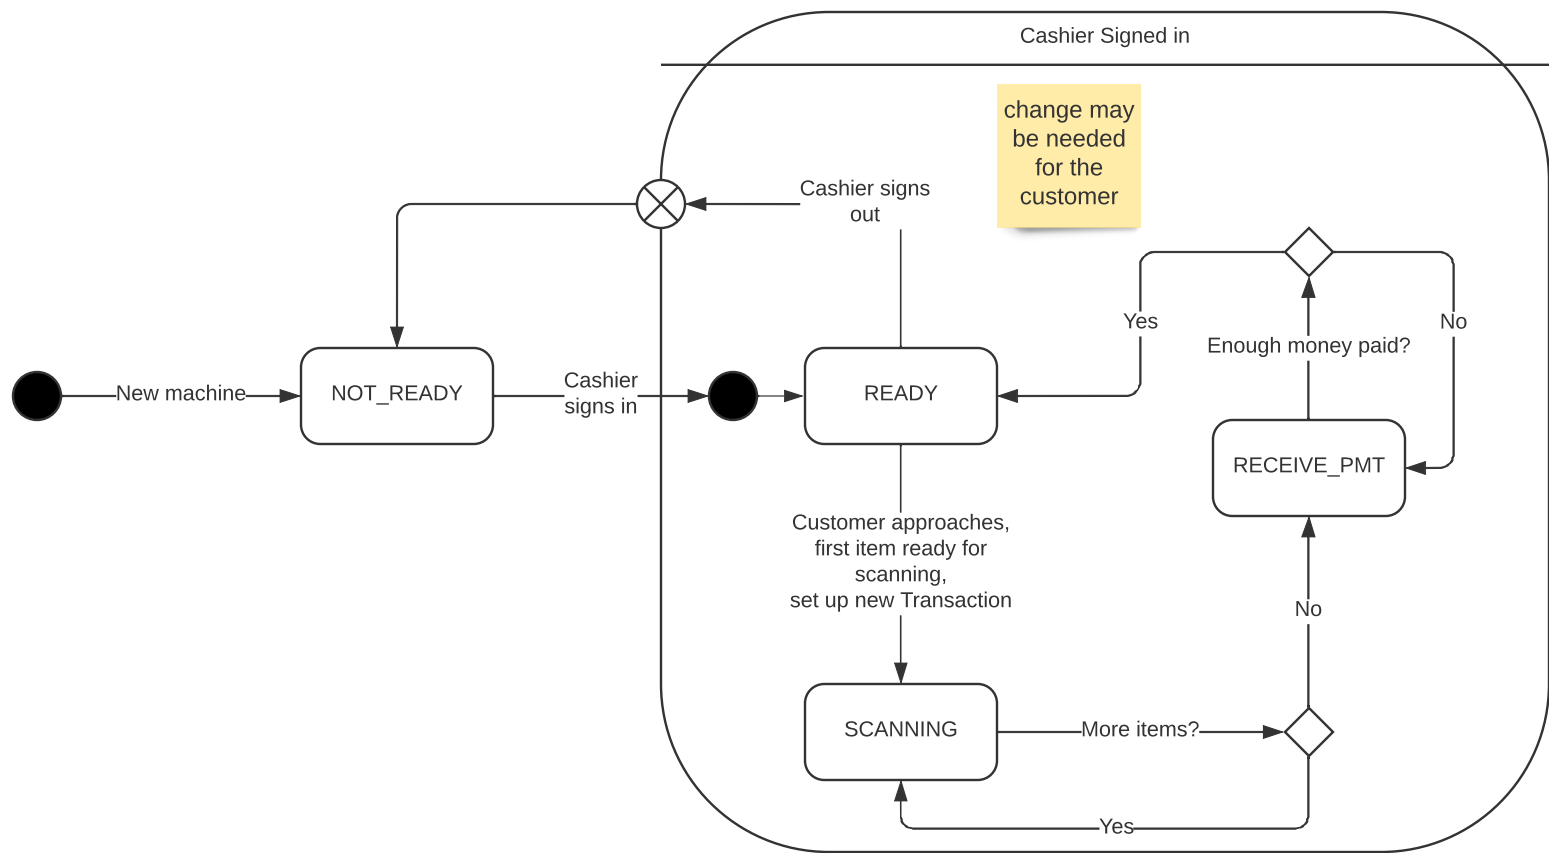 Cashier Signed in
change may
be needed
for the
customer
Cashier signs
out
Yes
No
Enough money paid?
New machine
NOT_READY
Cashier
signs in
READY
RECEIVE_PMT
Customer approaches,
first item ready for
scanning,
set up new Transaction
No
SCANNING
More items?
Yes